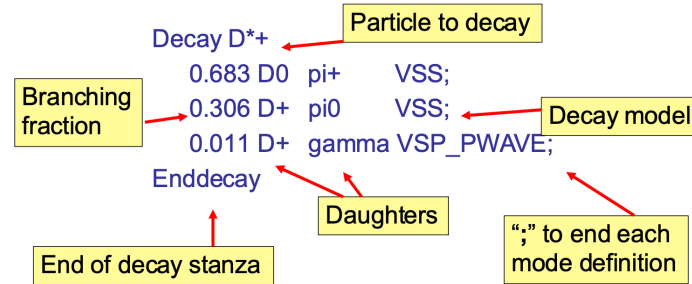 Particle to decay
Decay D*+
0.683 D0 pi+ VSS;
Branching
fraction
0.306 D+ pi0 VSS;
Decay model
0.011 D+ gamma VSP_PWAVE;
Enddecay
Daughters
";" to end each
mode definition
End of decay stanza